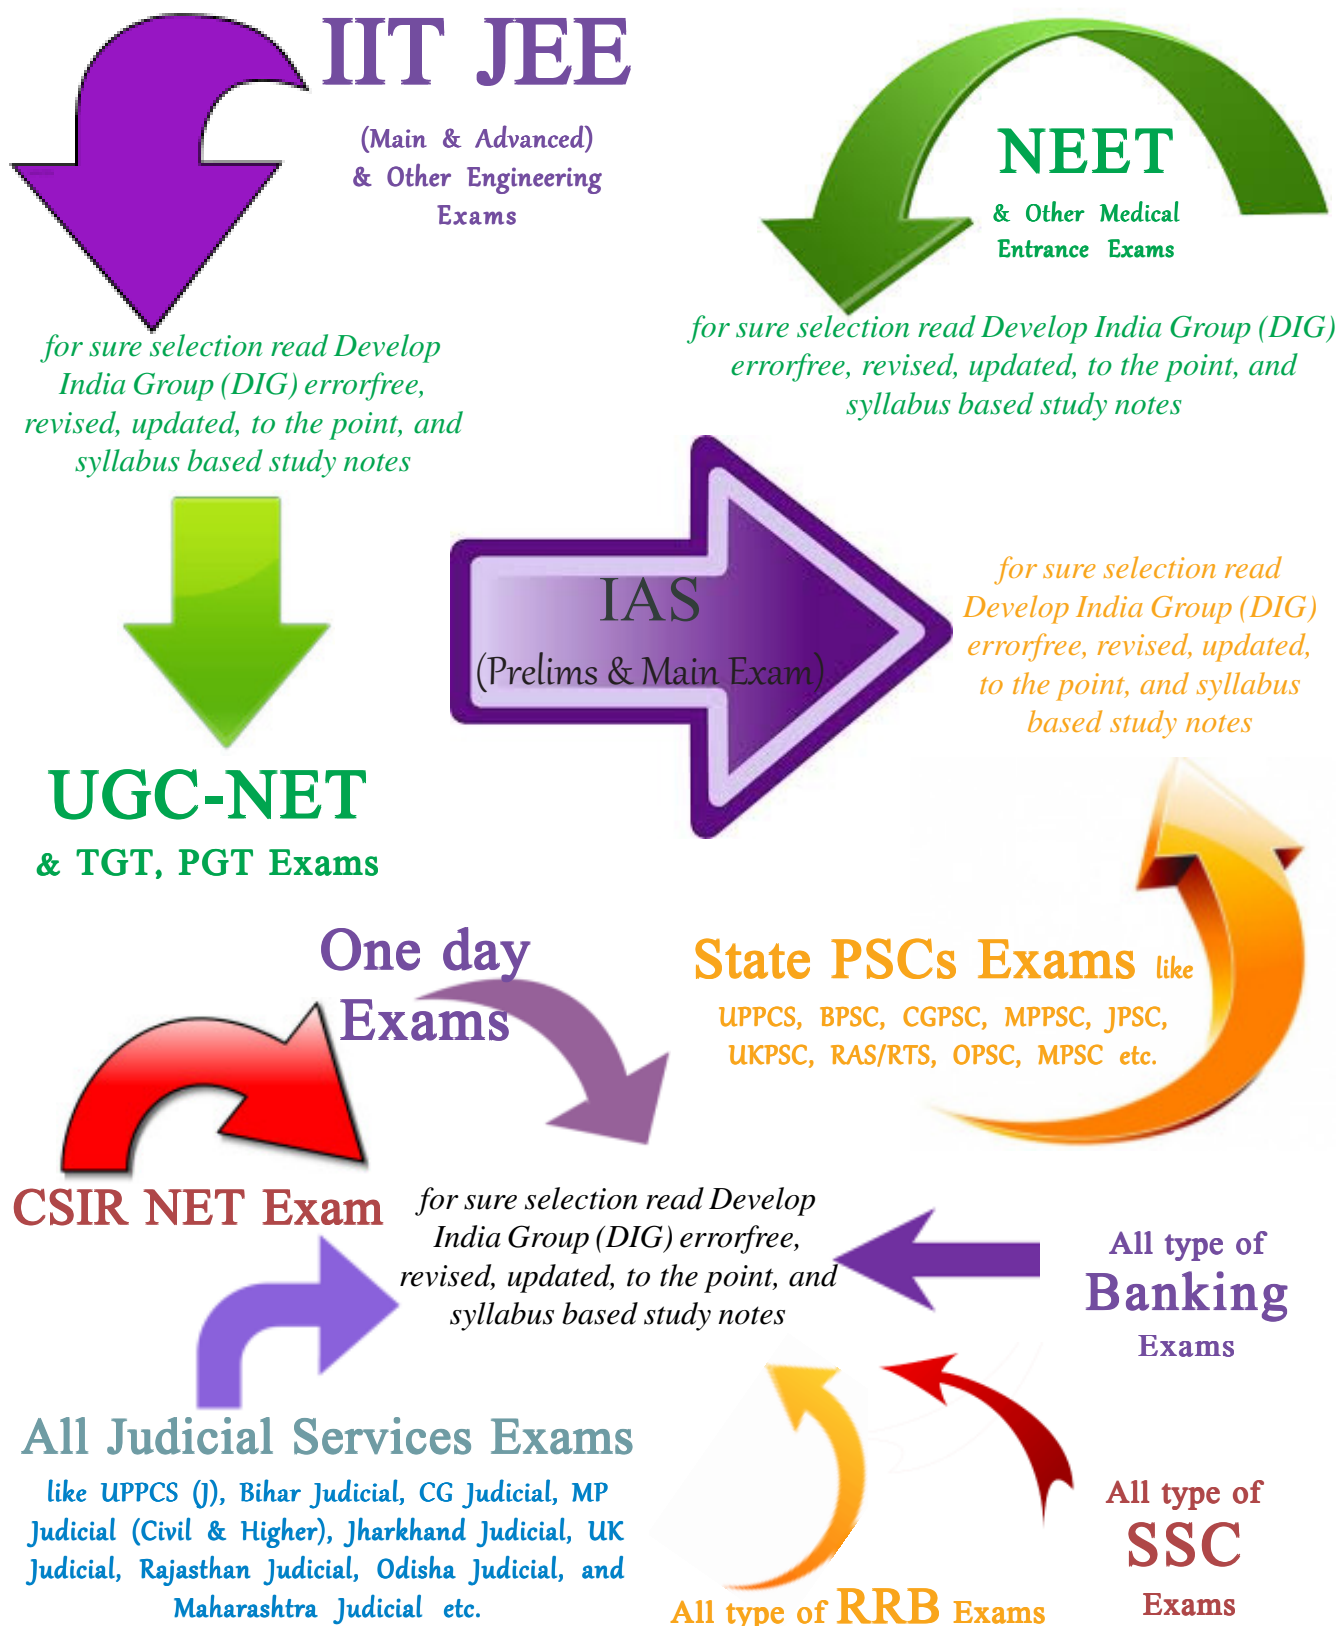 IIT JEE
(Main & Advanced)
& Other Engineering
Exams
NEET
& Other Medical
Entrance Exams
for sure selection read Develop
India Group (DIG) errorfree,
revised, updated, to the point, and
syllabus based study notes
for sure selection read Develop India Group (DIG)
errorfree, revised, updated, to the point, and
syllabus based study notes
IAS
(Prelims & Main Exam)
for sure selection read
Develop India Group (DIG)
errorfree, revised, updated,
to the point, and syllabus
based study notes
UGC-NET
& TGT, PGT Exams
One day
Exams
State PSCs Exams like
UPPCS, BPSC, CGPSC, MPPSC, JPSC,
UKPSC, RAS/RTS, OPSC, MPSC etc.
CSIR NET Exam
for sure selection read Develop
India Group (DIG) errorfree,
revised, updated, to the point, and
syllabus based study notes
All type of
Banking
Exams
All Judicial Services Exams
like UPPCS (J), Bihar Judicial, CG Judicial, MP
Judicial (Civil & Higher), Jharkhand Judicial, UK
Judicial, Rajasthan Judicial, Odisha Judicial, and
Maharashtra Judicial etc.
All type of RRB Exams
All type of
SSC
Exams